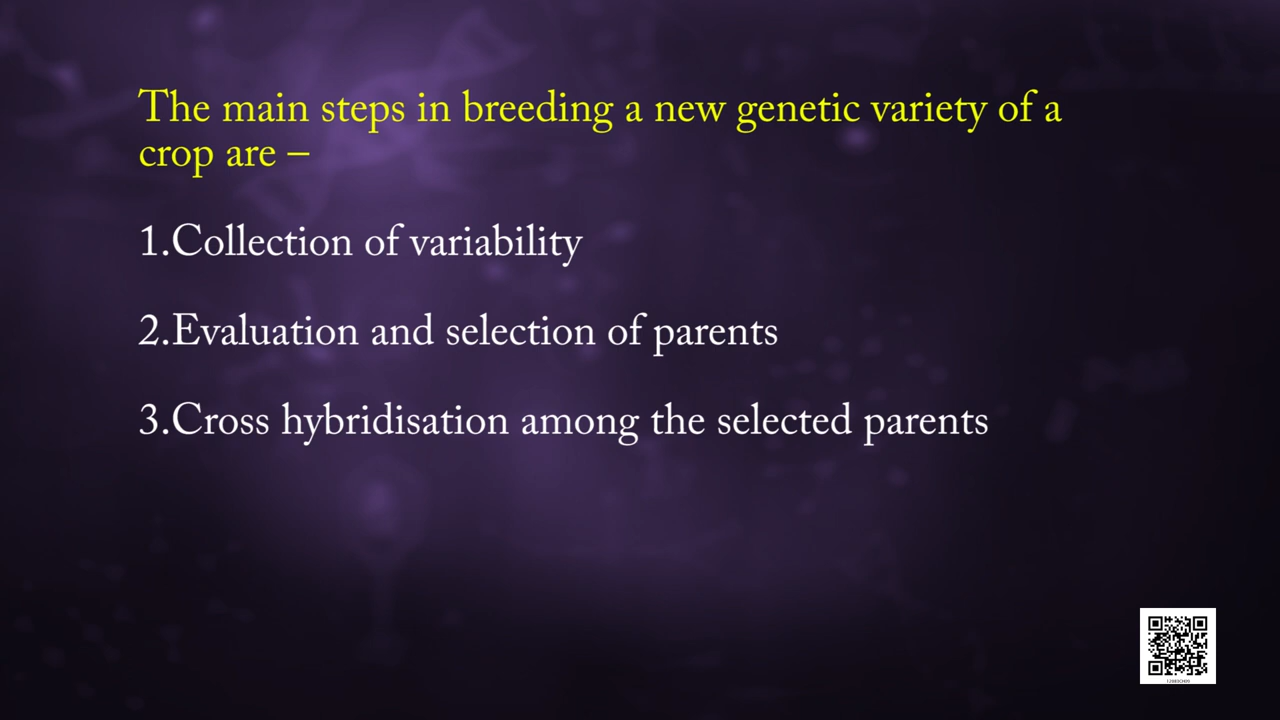 The main steps in breeding a new genetic variety of a
crop are –
1.Collection of variability
2.Evaluation and selection of parents
3.Cross hybridisation among the selected parents